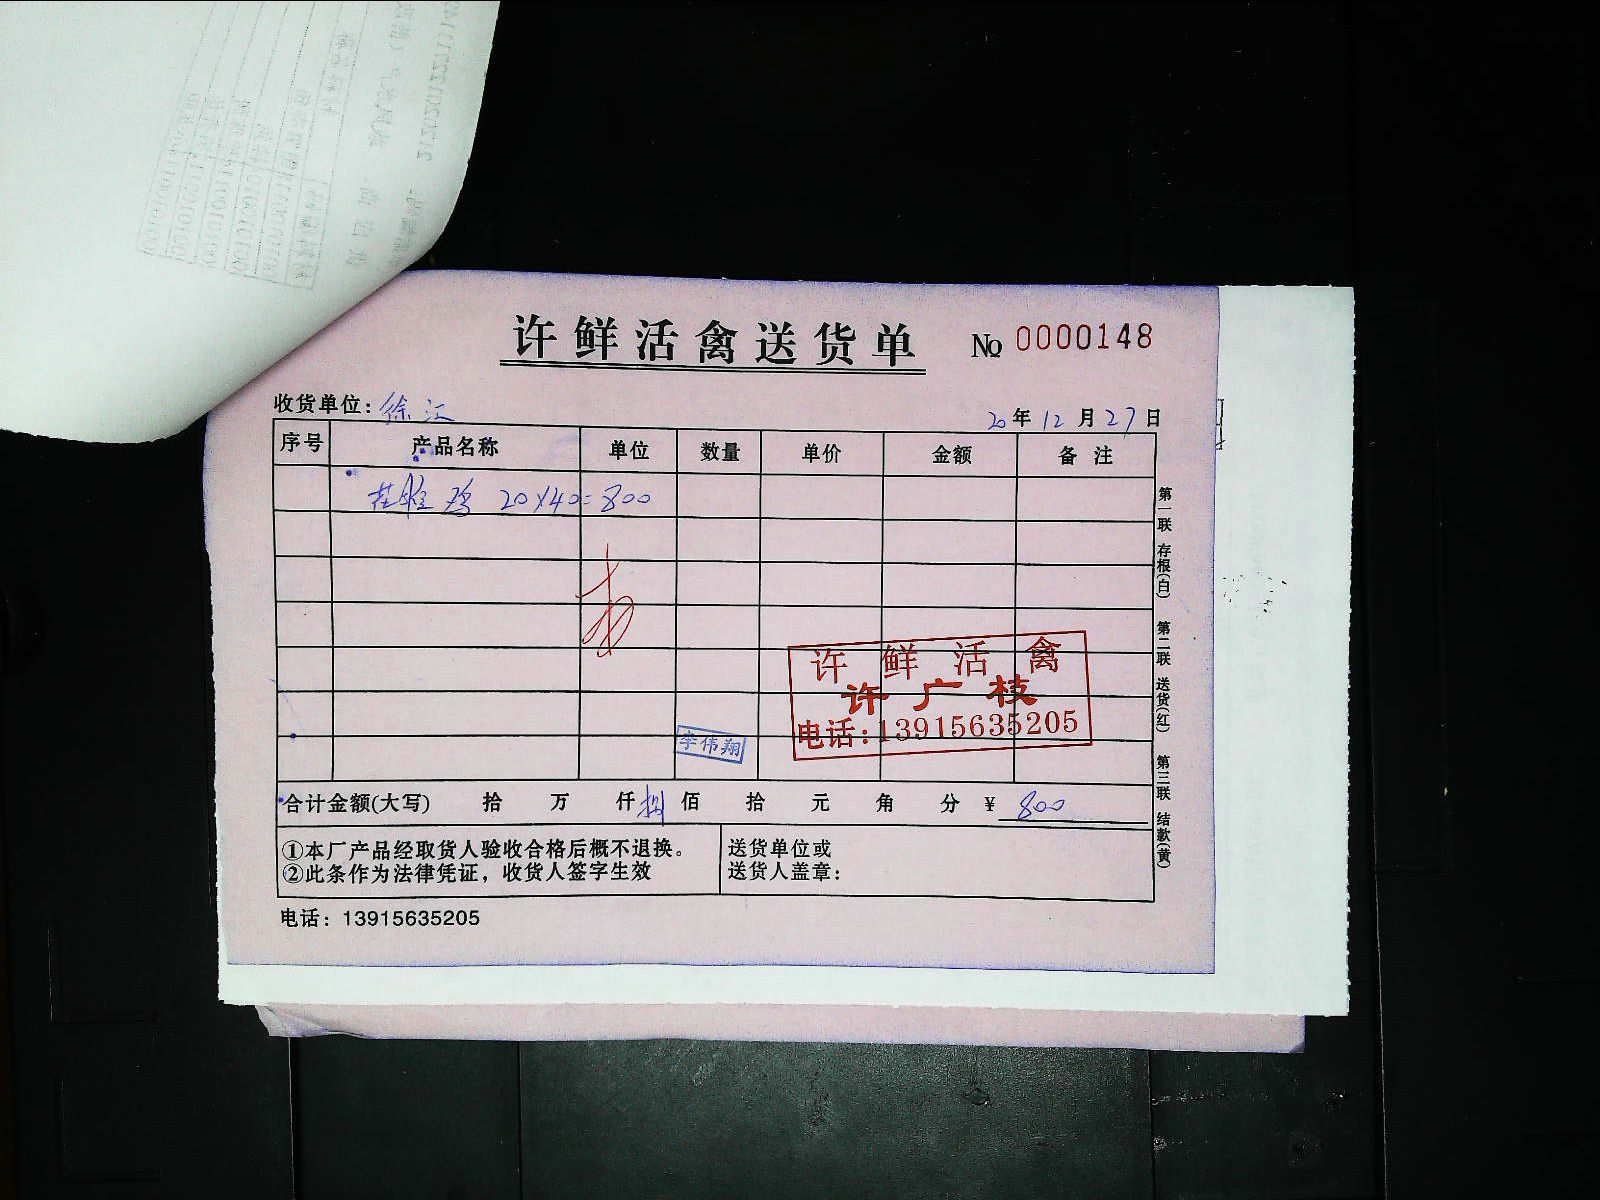 许鲜活禽送货单 No 0000148
收货单位：徐汇 20年12月27日
序号 产品名称 单位 数量 单价 金额 备注
鸡 20×40=800
许鲜活禽
许广枝
电话：13915635205
李伟翔
合计金额(大写) 拾 万 仟 捌 佰 拾 元 角 分 ¥ 800
①本厂产品经取货人验收合格后概不退换。
②此条作为法律凭证，收货人签字生效
送货单位或
送货人盖章：
电话：13915635205
第一联 存根(白) 第二联 送货(红) 第三联 结款(黄)